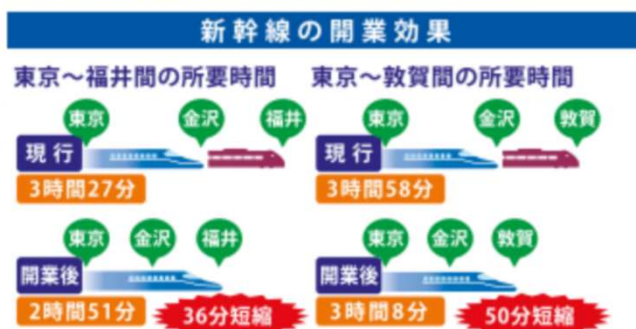 新幹線の開業効果
東京～福井間の所要時間
東京 金沢 福井
現行
3時間27分
東京 金沢 福井
開業後
2時間51分
36分短縮
東京～敦賀間の所要時間
東京 金沢 敦賀
現行
3時間58分
東京 金沢 敦賀
開業後
3時間8分
50分短縮